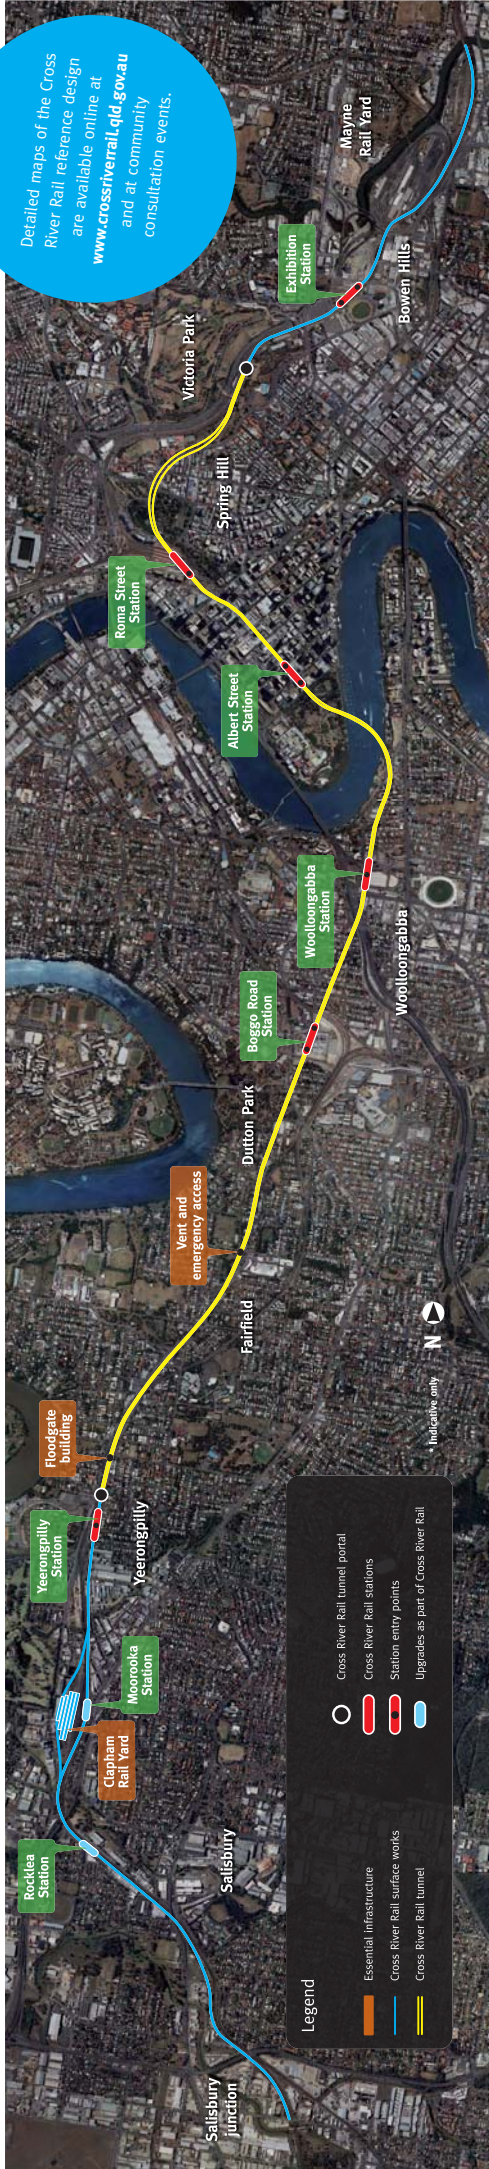 Detailed maps of the Cross
River Rail reference design
are available online at
www.crossriverrail.qld.gov.au
and at community
consultation events.
Mayne
Rail Yard
Exhibition
Station
Bowen Hills
Victoria Park
Spring Hill
Roma Street
Station
Albert Street
Station
Woolloongabba
Station
Woolloongabba
Boggo Road
Station
Dutton Park
Vent and
emergency access
Fairfield
N
* Indicative only
Floodgate
building
Yeerongpilly
Station
Yeerongpilly
Moorooka
Station
Clapham
Rail Yard
Rocklea
Station
Salisbury
Salisbury
junction
Legend
Essential infrastructure
Cross River Rail surface works
Cross River Rail tunnel
Cross River Rail tunnel portal
Cross River Rail stations
Station entry points
Upgrades as part of Cross River Rail